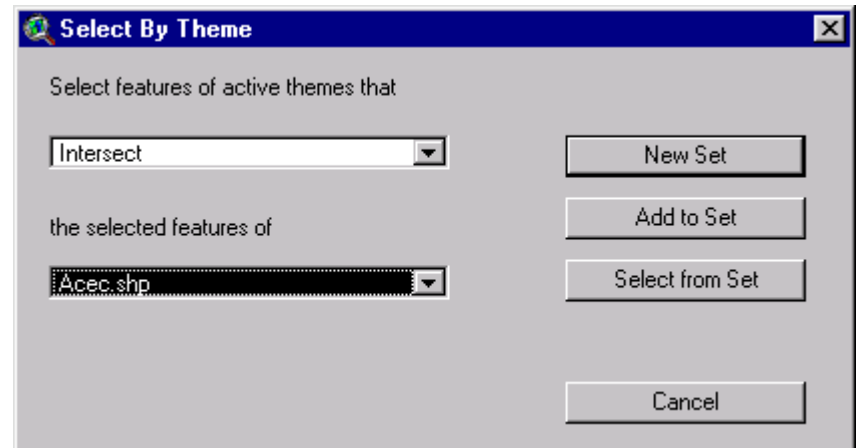 Select By Theme
Select features of active themes that
Intersect
New Set
Add to Set
the selected features of
Acec.shp
Select from Set
Cancel